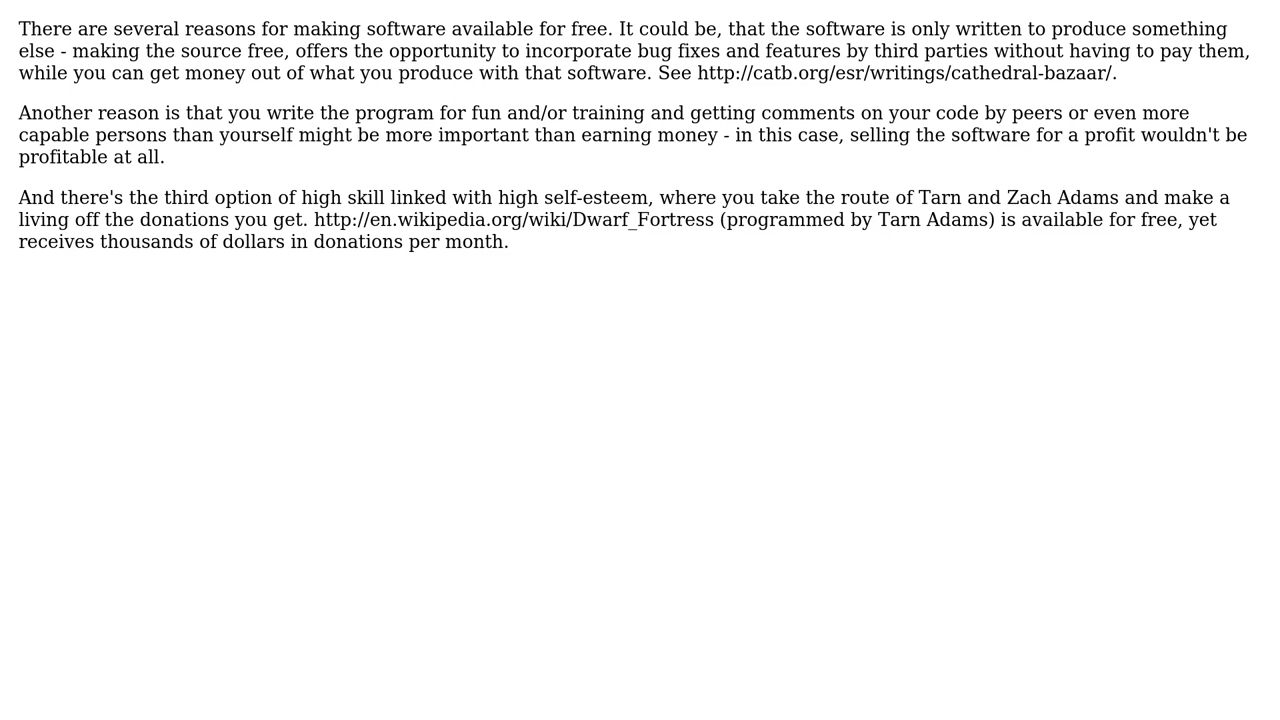 There are several reasons for making software available for free. It could be, that the software is only written to produce something
else - making the source free, offers the opportunity to incorporate bug fixes and features by third parties without having to pay them,
while you can get money out of what you produce with that software. See http://catb.org/esr/writings/cathedral-bazaar/.
Another reason is that you write the program for fun and/or training and getting comments on your code by peers or even more
capable persons than yourself might be more important than earning money - in this case, selling the software for a profit wouldn't be
profitable at all.
And there's the third option of high skill linked with high self-esteem, where you take the route of Tarn and Zach Adams and make a
living off the donations you get. http://en.wikipedia.org/wiki/Dwarf_Fortress (programmed by Tarn Adams) is available for free, yet
receives thousands of dollars in donations per month.